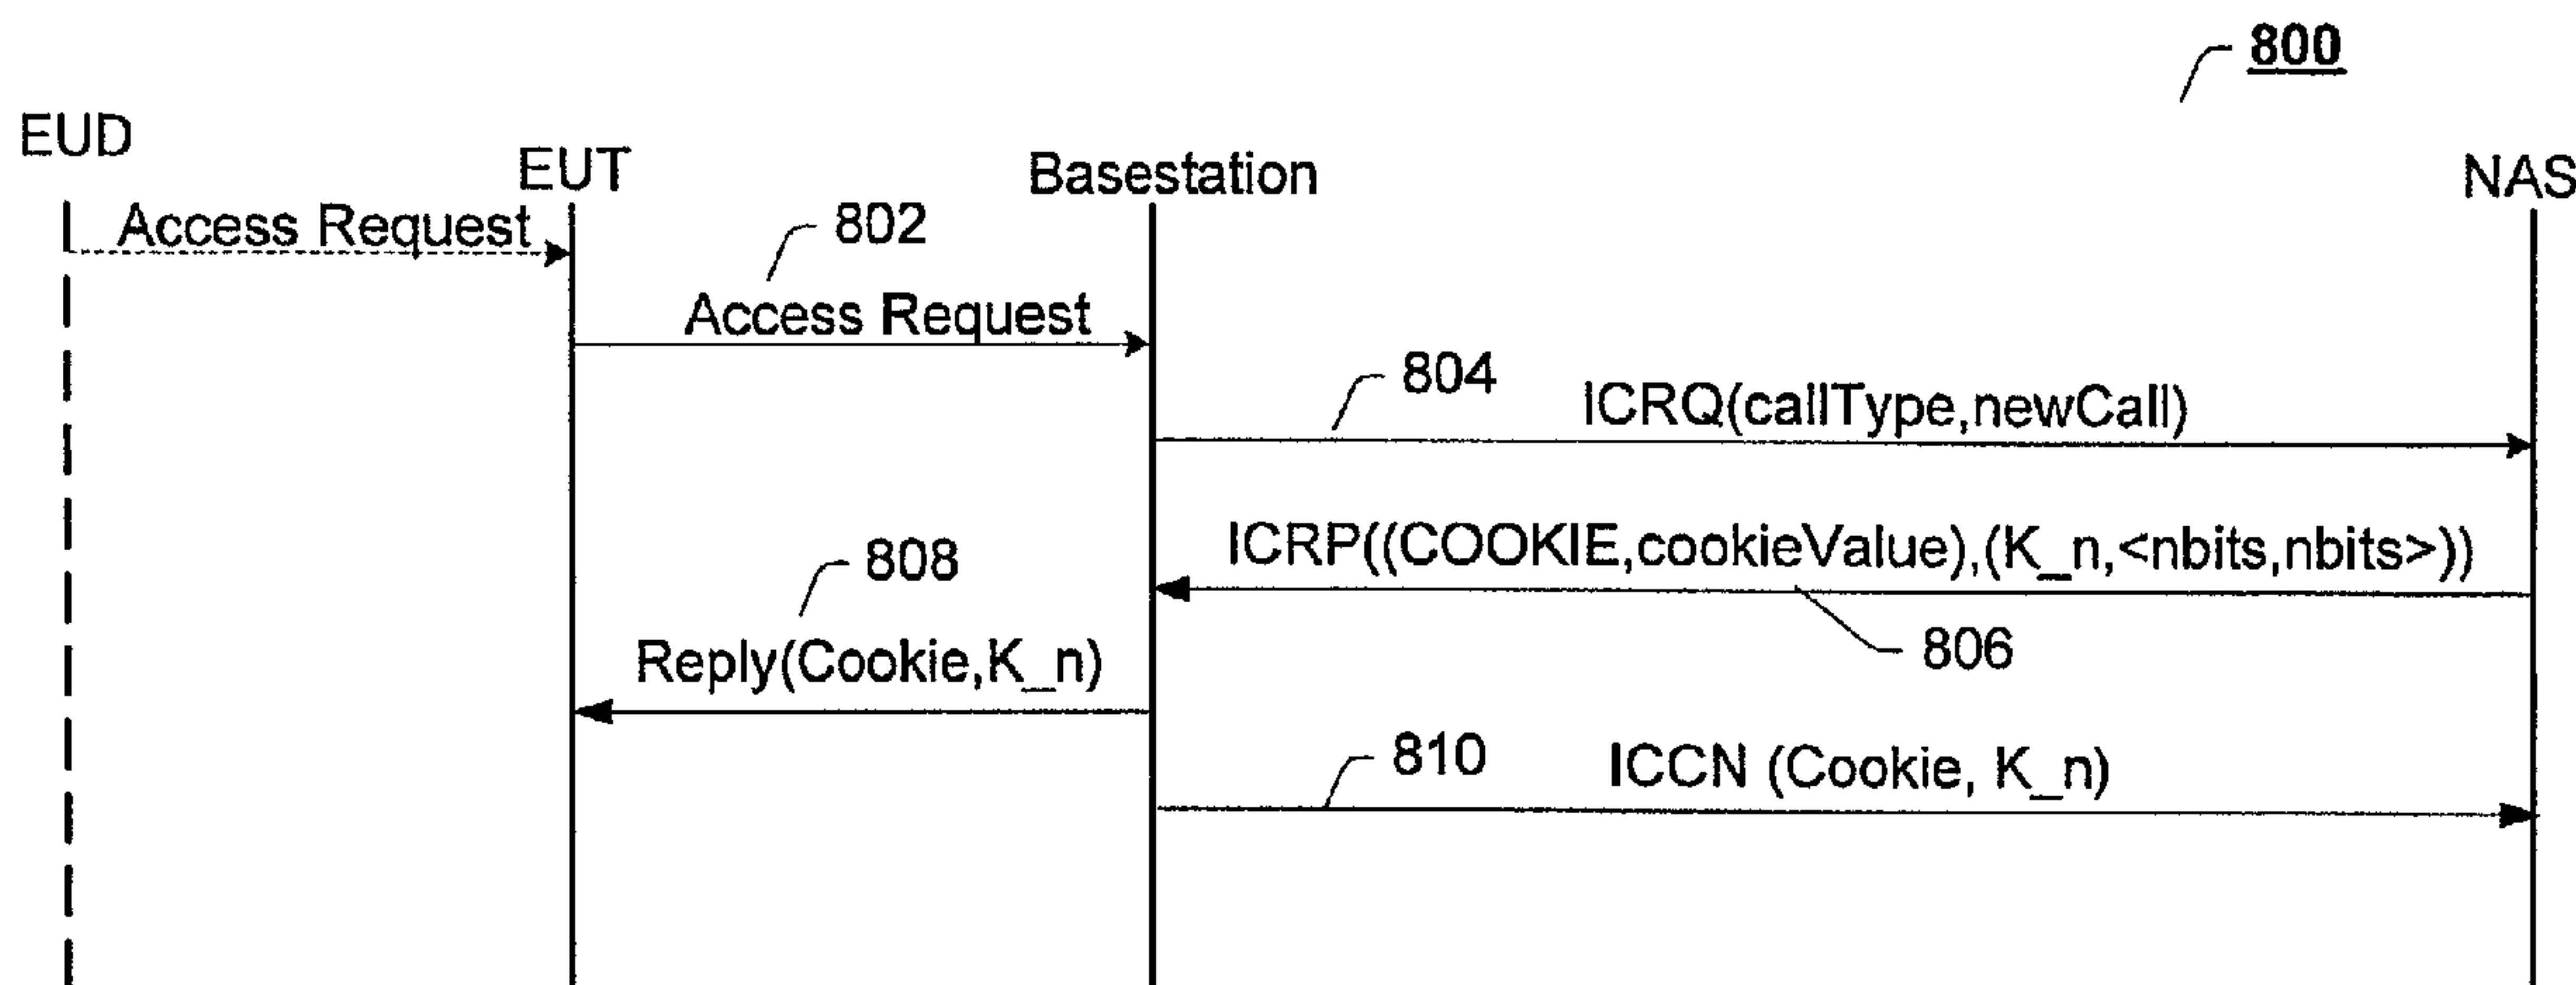 800
EUD
EUT
Basestation
NAS
Access Request
802
Access Request
804
ICRQ(callType,newCall)
ICRP((COOKIE,cookieValue),(K_n,<nbits,nbits>))
808
806
Reply(Cookie,K_n)
810
ICCN (Cookie, K_n)